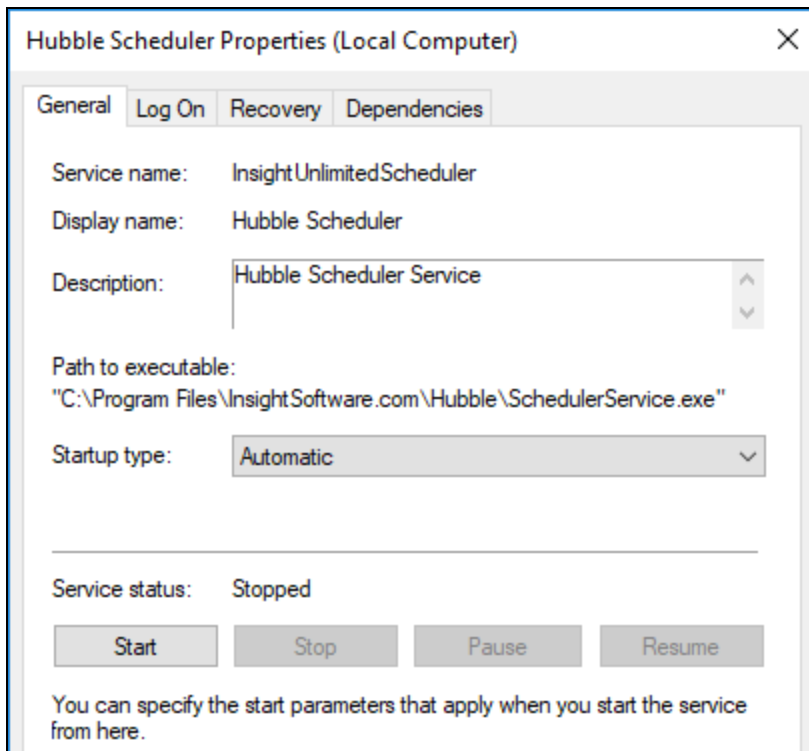 Hubble Scheduler Properties (Local Computer)
General Log On Recovery Dependencies
Service name: InsightUnlimitedScheduler
Display name: Hubble Scheduler
Description: Hubble Scheduler Service
Path to executable:
"C:\Program Files\InsightSoftware.com\Hubble\SchedulerService.exe"
Startup type: Automatic
Service status: Stopped
Start Stop Pause Resume
You can specify the start parameters that apply when you start the service
from here.